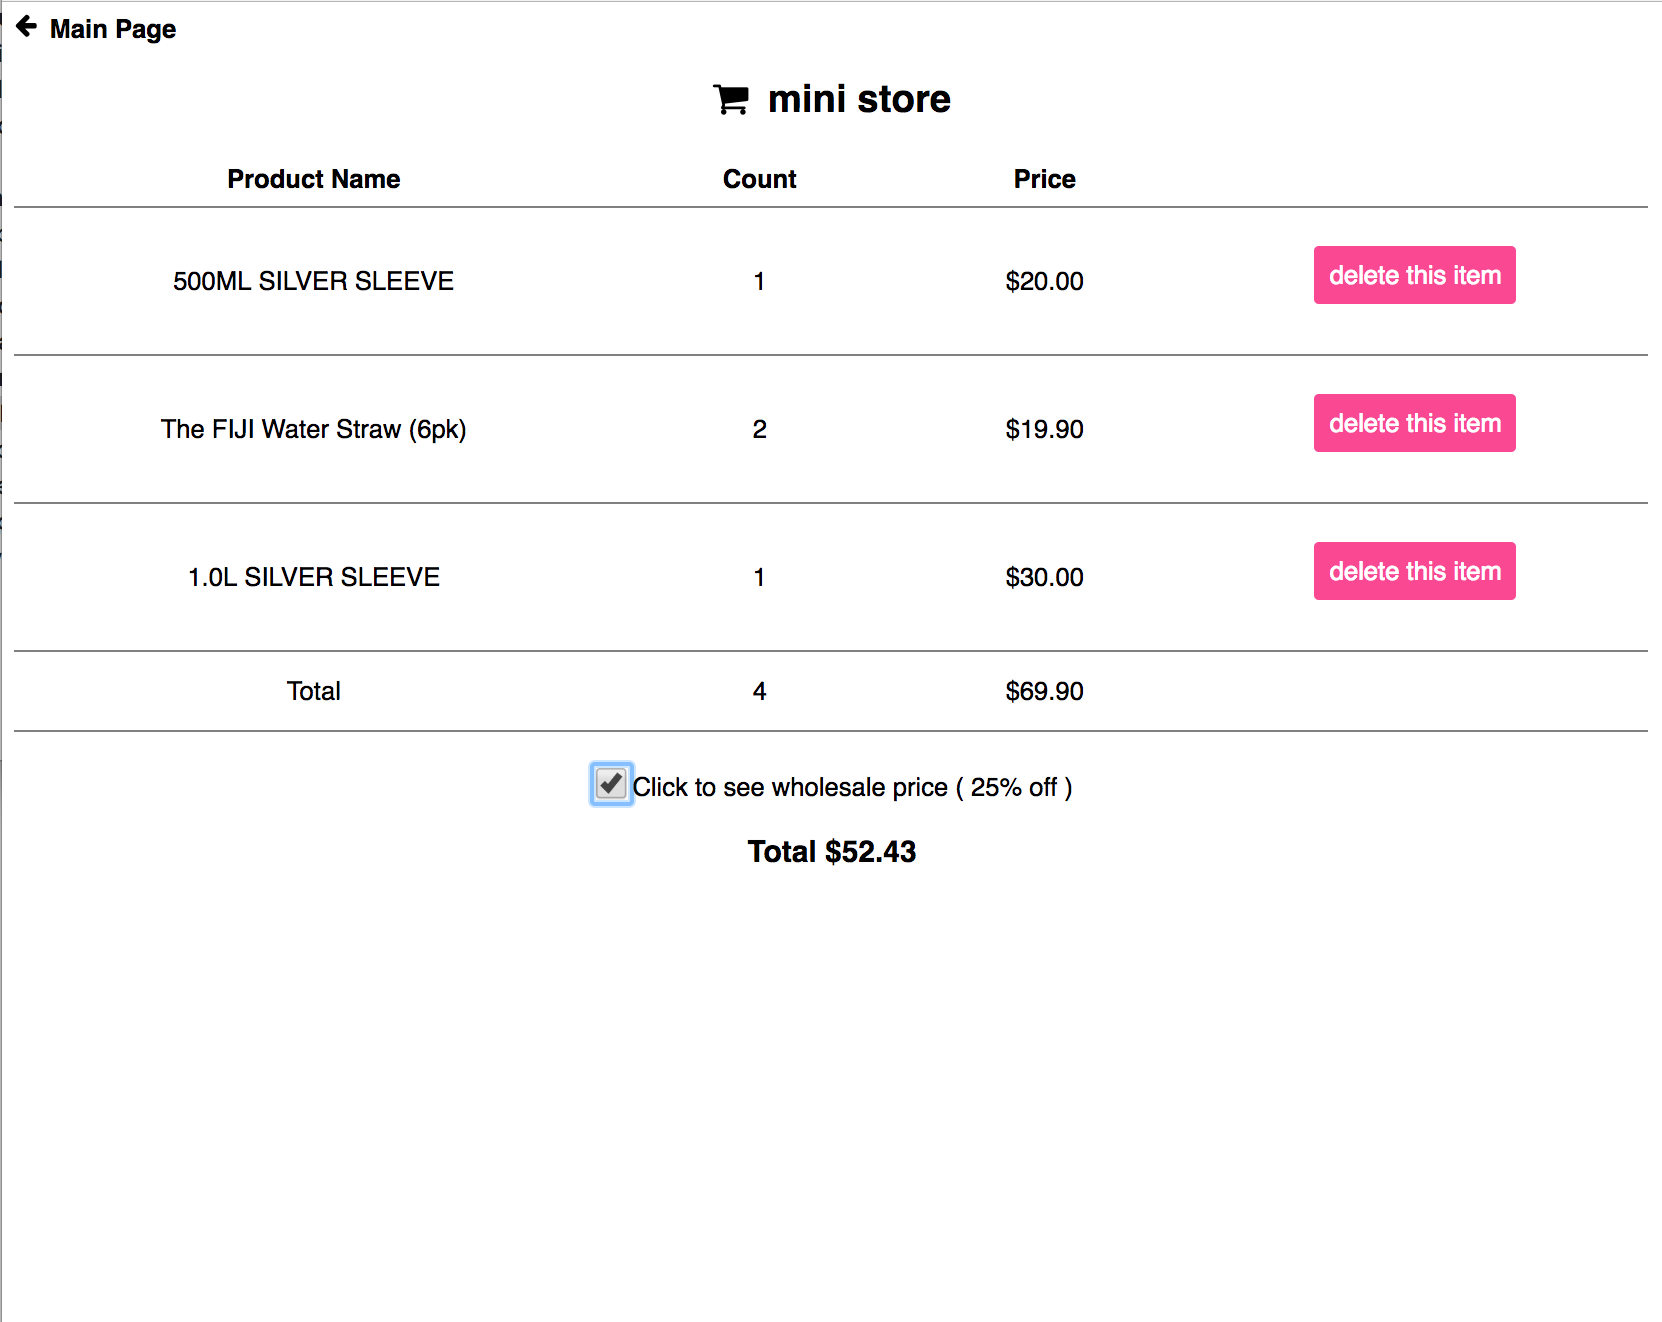 Main Page
mini store
Product Name Count Price
500ML SILVER SLEEVE 1 $20.00 delete this item
The FIJI Water Straw (6pk) 2 $19.90 delete this item
1.0L SILVER SLEEVE 1 $30.00 delete this item
Total 4 $69.90
Click to see wholesale price ( 25% off )
Total $52.43